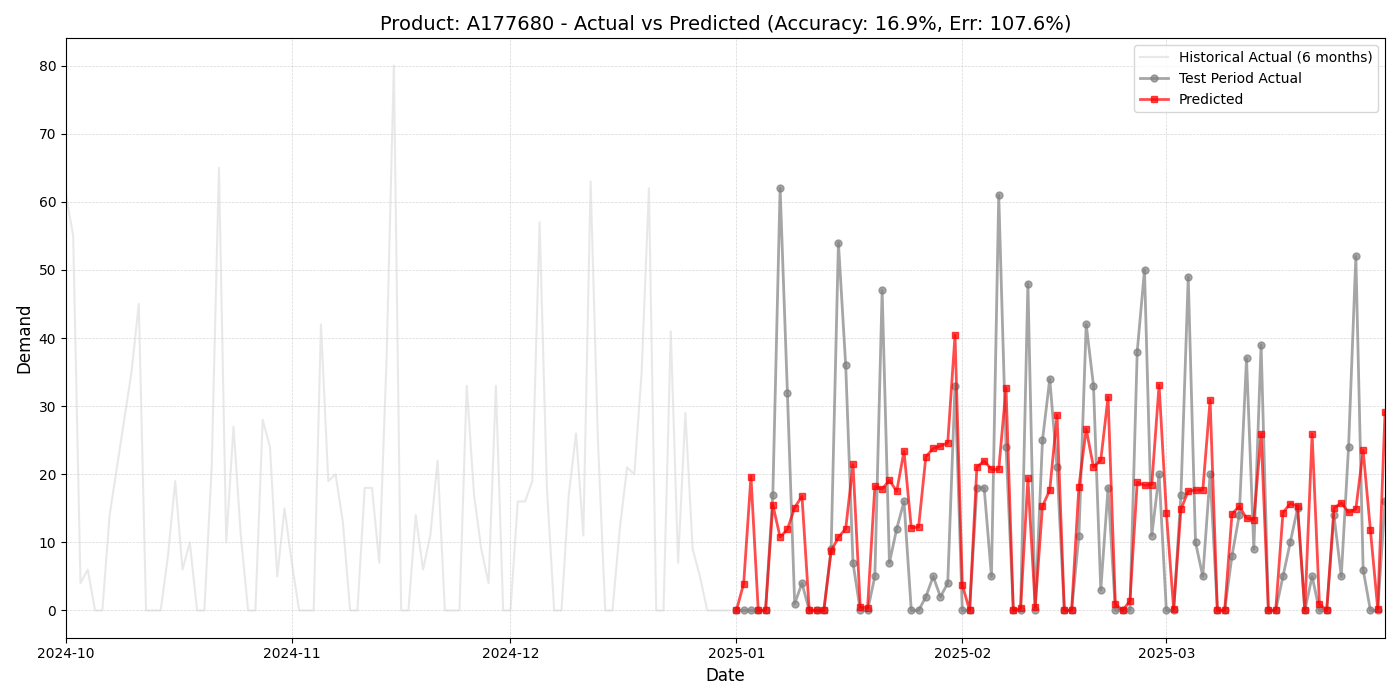 Product: A177680 - Actual vs Predicted (Accuracy: 16.9%, Err: 107.6%)
Historical Actual (6 months)
Test Period Actual
Predicted
Demand
80
70
60
50
40
30
20
10
0
2024-10
2024-11
2024-12
2025-01
2025-02
2025-03
Date